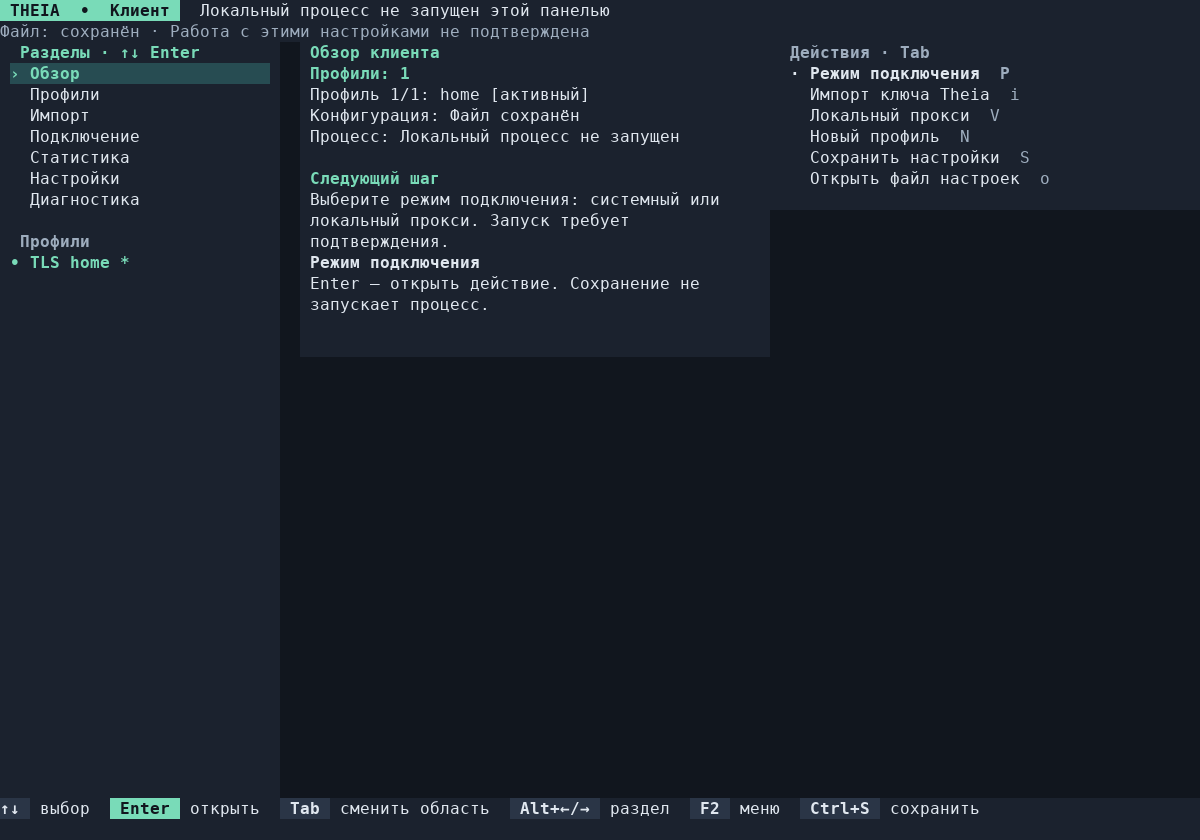 THEIA • Клиент Локальный процесс не запущен этой панелью
Файл: сохранён · Работа с этими настройками не подтверждена
Разделы · ↑↓ Enter
› Обзор
Профили
Импорт
Подключение
Статистика
Настройки
Диагностика
Профили
• TLS home *
Обзор клиента
Профили: 1
Профиль 1/1: home [активный]
Конфигурация: Файл сохранён
Процесс: Локальный процесс не запущен
Следующий шаг
Выберите режим подключения: системный или
локальный прокси. Запуск требует
подтверждения.
Режим подключения
Enter — открыть действие. Сохранение не
запускает процесс.
Действия · Tab
· Режим подключения P
Импорт ключа Theia i
Локальный прокси V
Новый профиль N
Сохранить настройки S
Открыть файл настроек o
↑↓ выбор Enter открыть Tab сменить область Alt+←/→ раздел F2 меню Ctrl+S сохранить